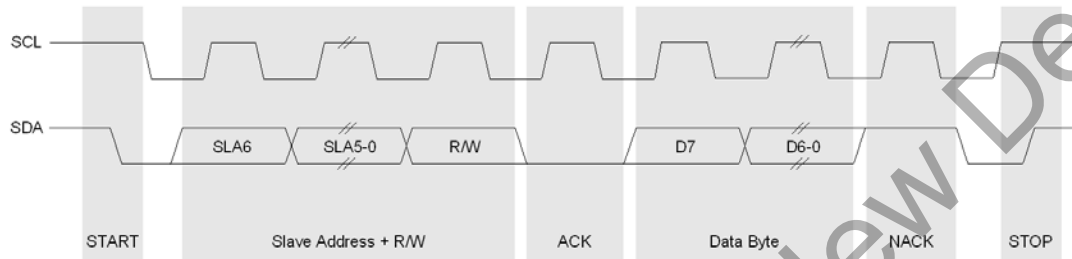 SCL
SDA
SLA6 SLA5-0 R/W D7 D6-0
START Slave Address + R/W ACK Data Byte NACK STOP